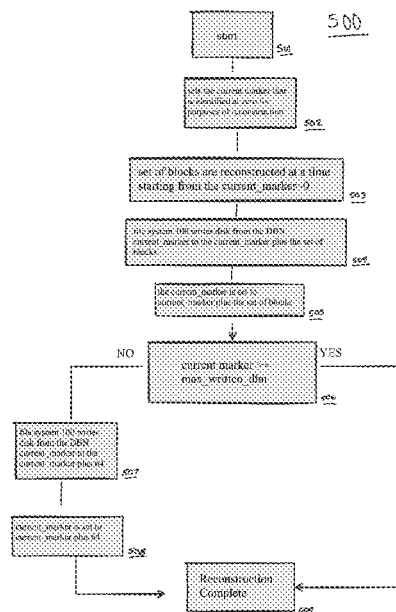 500
start
501
sets the current marker that
is identified at zero for
purposes of reconstruction
502
set of blocks are reconstructed at a time
starting from the current_marker=0
503
file system 100 writes disk from the DBN
current_marker to the current_marker plus the set of
blocks
504
the current_marker is set to
current_marker plus the set of blocks
505
NO
YES
current marker >=
max_written_dbn
506
file system 100 writes
disk from the DBN
current_marker to the
current_marker plus 64
507
current_marker is set to
current_marker plus 64
508
Reconstruction
Complete